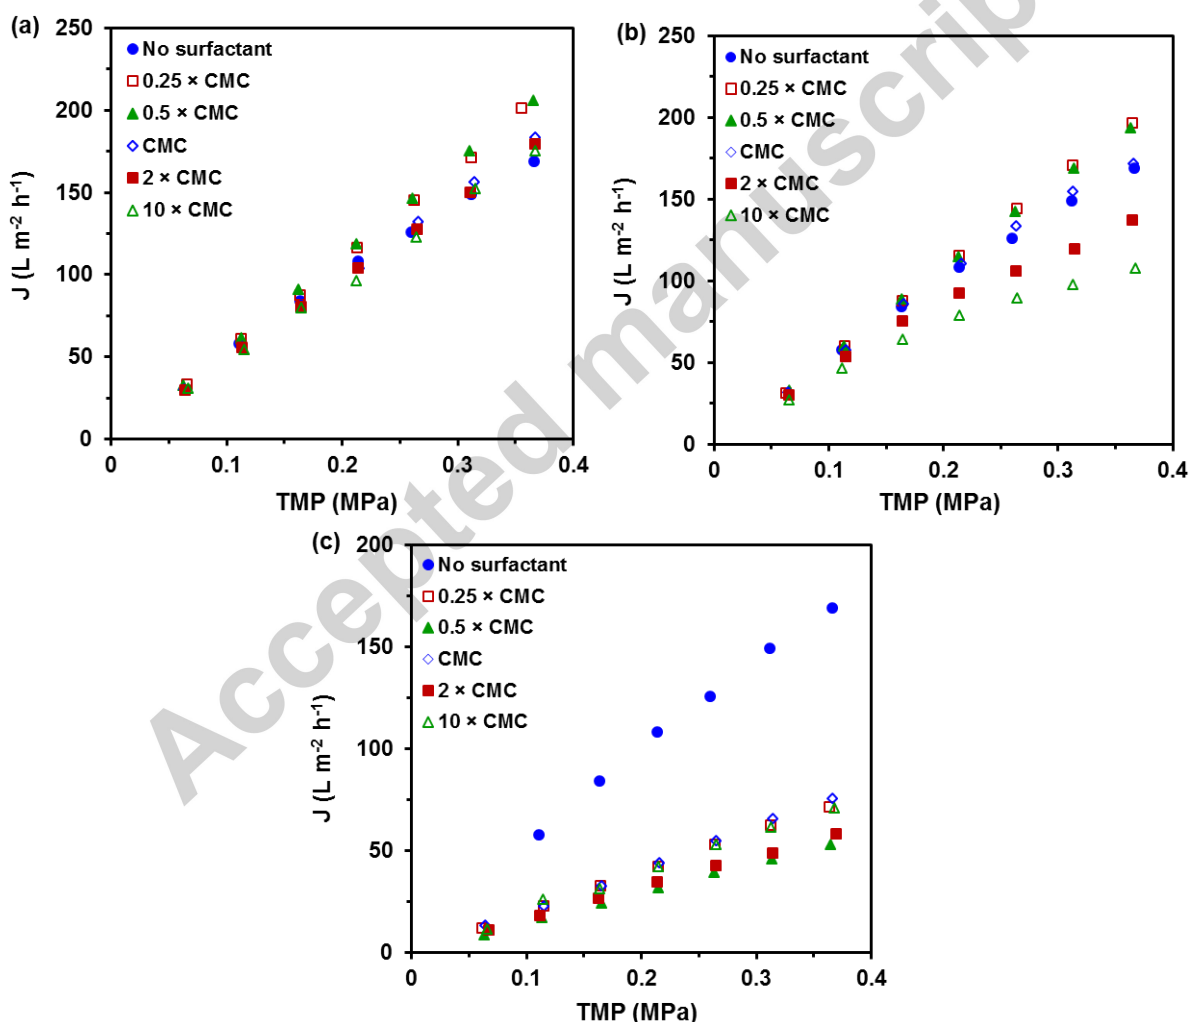 (a)
250
200
150
100
50
0
J (L m-2 h-1)
No surfactant
0.25 × CMC
0.5 × CMC
CMC
2 × CMC
10 × CMC
0 0.1 0.2 0.3 0.4
TMP (MPa)
(b)
250
200
150
100
50
0
J (L m-2 h-1)
No surfactant
0.25 × CMC
0.5 × CMC
CMC
2 × CMC
10 × CMC
0 0.1 0.2 0.3 0.4
TMP (MPa)
(c)
200
150
100
50
0
J (L m-2 h-1)
No surfactant
0.25 × CMC
0.5 × CMC
CMC
2 × CMC
10 × CMC
0 0.1 0.2 0.3 0.4
TMP (MPa)
Accepted manuscrip